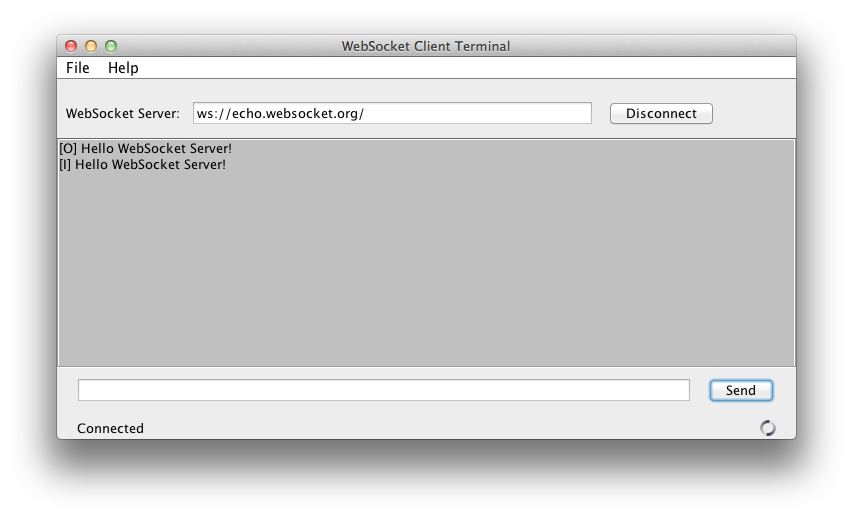 WebSocket Client Terminal
File Help
WebSocket Server: ws://echo.websocket.org/ Disconnect
[O] Hello WebSocket Server!
[I] Hello WebSocket Server!
Send
Connected